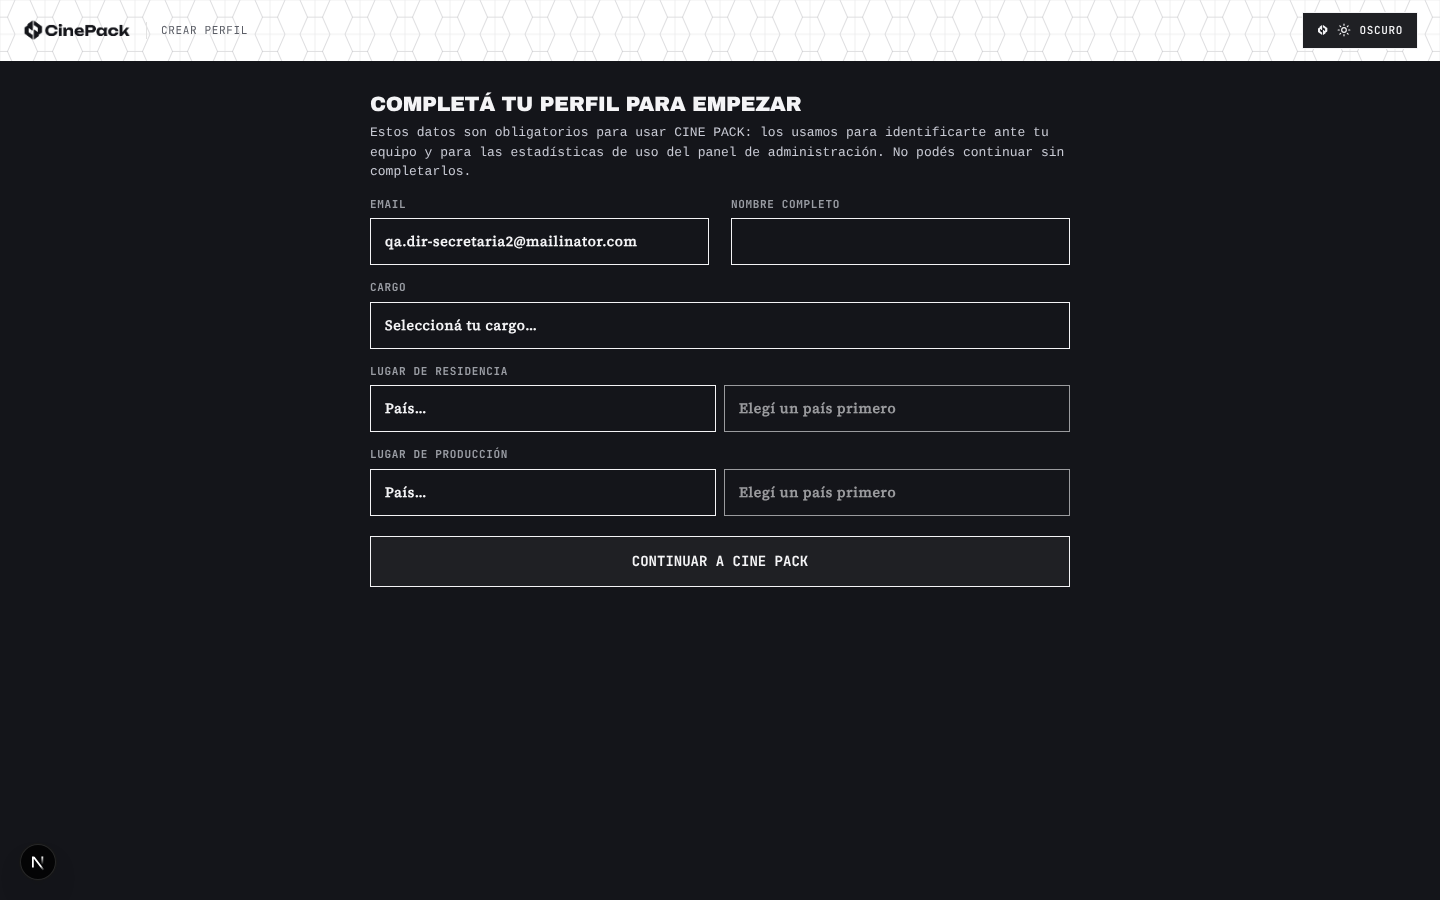 CinePack
CREAR PERFIL
OSCURO
COMPLETÁ TU PERFIL PARA EMPEZAR
Estos datos son obligatorios para usar CINE PACK: los usamos para identificarte ante tu
equipo y para las estadísticas de uso del panel de administración. No podés continuar sin
completarlos.
EMAIL
NOMBRE COMPLETO
qa.dir-secretaria2@mailinator.com
CARGO
Seleccioná tu cargo...
LUGAR DE RESIDENCIA
País...
Elegí un país primero
LUGAR DE PRODUCCIÓN
País...
Elegí un país primero
CONTINUAR A CINE PACK
N